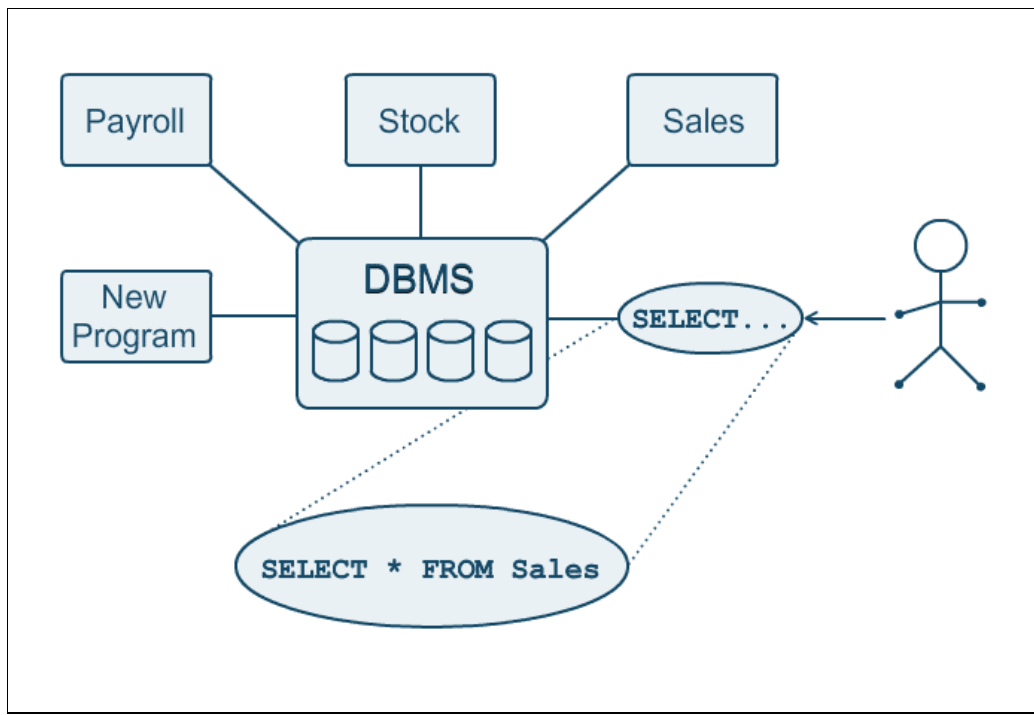 Payroll
Stock
Sales
New
Program
DBMS
SELECT...
SELECT * FROM Sales